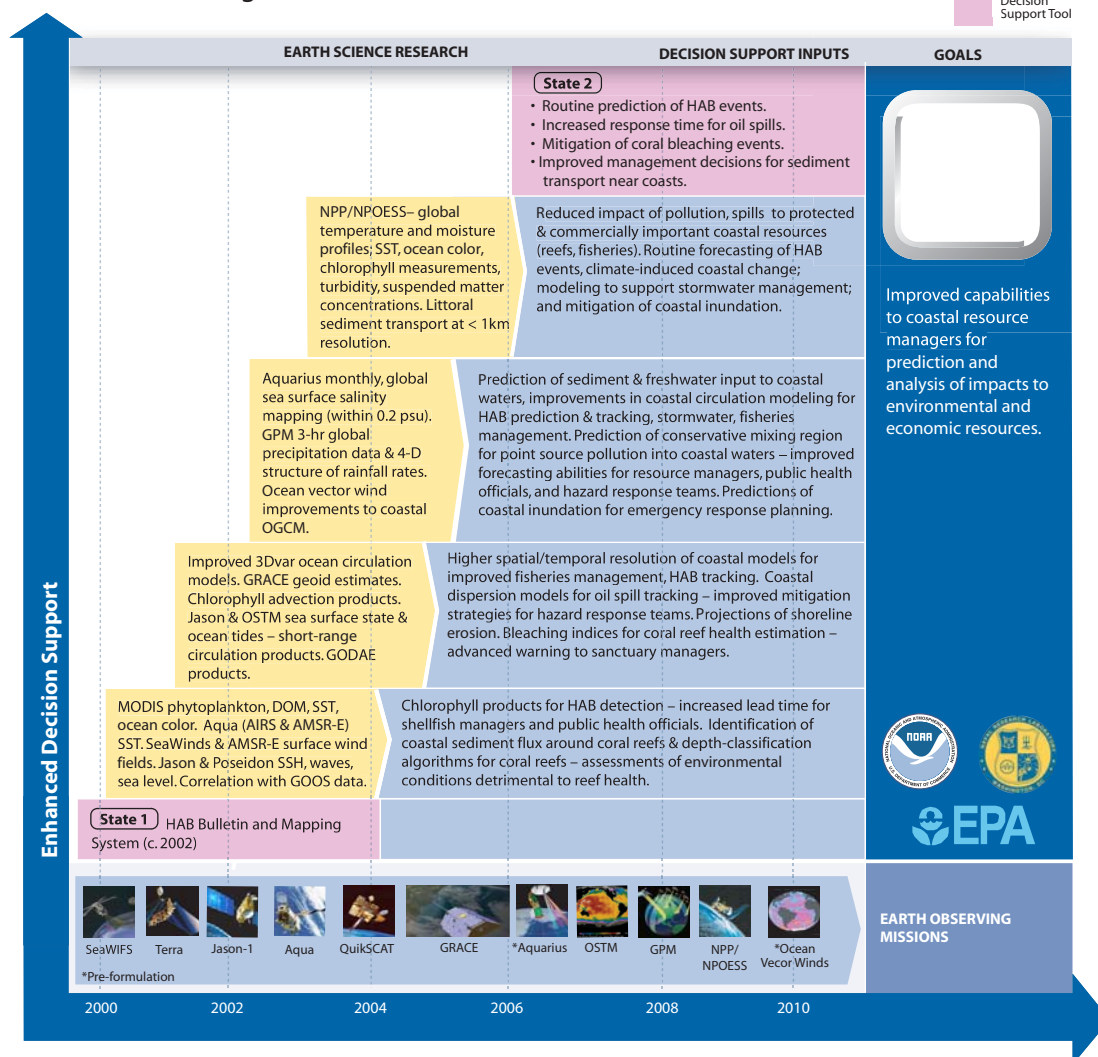 Decision
Support Tool
EARTH SCIENCE RESEARCH
DECISION SUPPORT INPUTS
GOALS
State 2
• Routine prediction of HAB events.
• Increased response time for oil spills.
• Mitigation of coral bleaching events.
• Improved management decisions for sediment
transport near coasts.
NPP/NPOESS– global
temperature and moisture
profiles; SST, ocean color,
chlorophyll measurements,
turbidity, suspended matter
concentrations. Littoral
sediment transport at < 1km
resolution.
Reduced impact of pollution, spills to protected
& commercially important coastal resources
(reefs, fisheries). Routine forecasting of HAB
events, climate-induced coastal change;
modeling to support stormwater management;
and mitigation of coastal inundation.
Improved capabilities
to coastal resource
managers for
prediction and
analysis of impacts to
environmental and
economic resources.
Aquarius monthly, global
sea surface salinity
mapping (within 0.2 psu).
GPM 3-hr global
precipitation data & 4-D
structure of rainfall rates.
Ocean vector wind
improvements to coastal
OGCM.
Prediction of sediment & freshwater input to coastal
waters, improvements in coastal circulation modeling for
HAB prediction & tracking, stormwater, fisheries
management. Prediction of conservative mixing region
for point source pollution into coastal waters – improved
forecasting abilities for resource managers, public health
officials, and hazard response teams. Predictions of
coastal inundation for emergency response planning.
Improved 3Dvar ocean circulation
models. GRACE geoid estimates.
Chlorophyll advection products.
Jason & OSTM sea surface state &
ocean tides – short-range
circulation products. GODAE
products.
Higher spatial/temporal resolution of coastal models for
improved fisheries management, HAB tracking. Coastal
dispersion models for oil spill tracking – improved mitigation
strategies for hazard response teams. Projections of shoreline
erosion. Bleaching indices for coral reef health estimation –
advanced warning to sanctuary managers.
MODIS phytoplankton, DOM, SST,
ocean color. Aqua (AIRS & AMSR-E)
SST. SeaWinds & AMSR-E surface wind
fields. Jason & Poseidon SSH, waves,
sea level. Correlation with GOOS data.
Chlorophyll products for HAB detection – increased lead time for
shellfish managers and public health officials. Identification of
coastal sediment flux around coral reefs & depth-classification
algorithms for coral reefs – assessments of environmental
conditions detrimental to reef health.
NATIONAL OCEANIC AND ATMOSPHERIC ADMINISTRATION
NOAA
U.S. DEPARTMENT OF COMMERCE
RESEARCH LABORATORY
WASHINGTON, DC
EPA
State 1 HAB Bulletin and Mapping
System (c. 2002)
Enhanced Decision Support
SeaWIFS
Terra
Jason-1
Aqua
QuikSCAT
GRACE
*Aquarius
OSTM
GPM
NPP/
NPOESS
*Ocean
Vecor Winds
*Pre-formulation
EARTH OBSERVING
MISSIONS
2000
2002
2004
2006
2008
2010